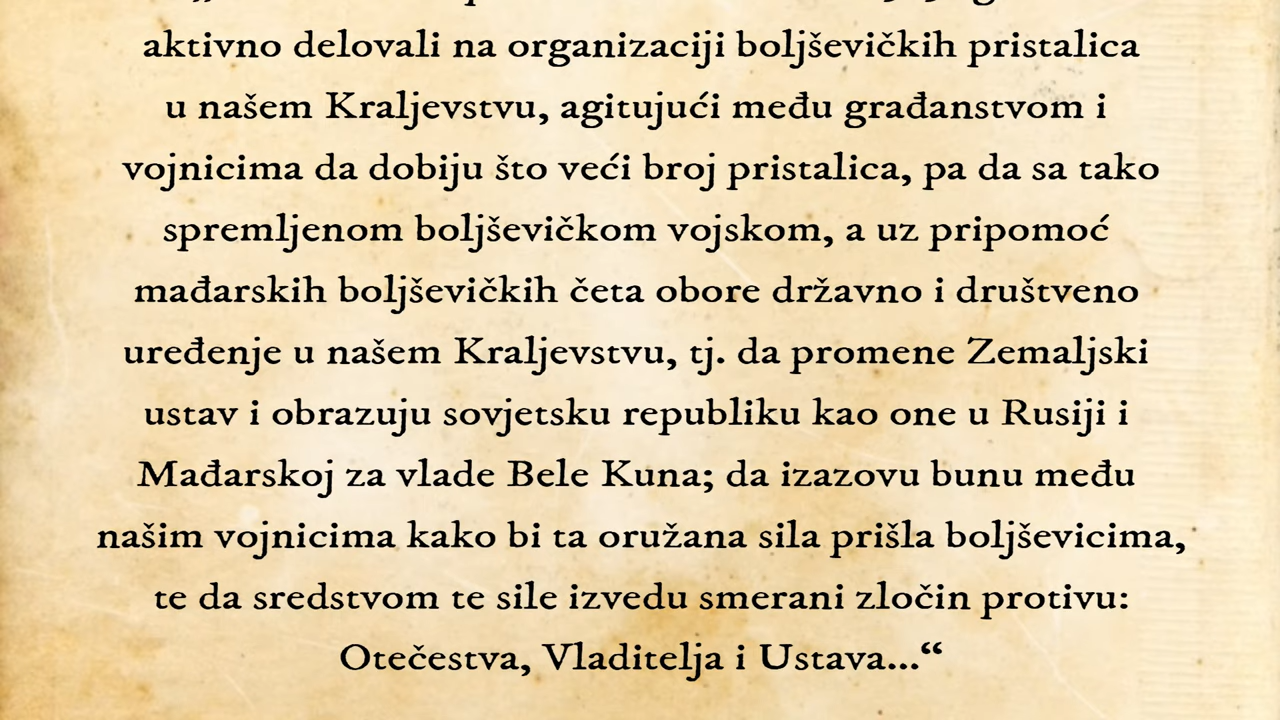 aktivno delovali na organizaciji boljševičkih pristalica
u našem Kraljevstvu, agitujući među građanstvom i
vojnicima da dobiju što veći broj pristalica, pa da sa tako
spremljenom boljševičkom vojskom, a uz pripomoć
mađarskih boljševičkih četa obore državno i društveno
uređenje u našem Kraljevstvu, tj. da promene Zemaljski
ustav i obrazuju sovjetsku republiku kao one u Rusiji i
Mađarskoj za vlade Bele Kuna; da izazovu bunu među
našim vojnicima kako bi ta oružana sila prišla boljševicima,
te da sredstvom te sile izvedu smerani zločin protivu:
Otečestva, Vladitelja i Ustava...“